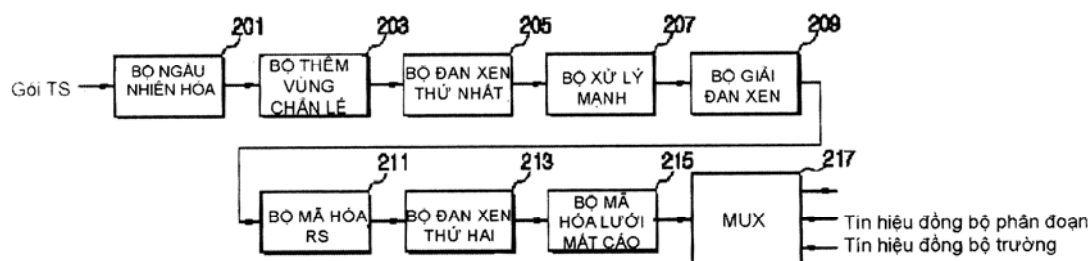 201
203
205
207
209
Gói TS
BỘ NGẪU
NHIÊN HÓA
BỘ THÊM
VÙNG
CHẴN LẺ
BỘ ĐAN XEN
THỨ NHẤT
BỘ XỬ LÝ
MẠNH
BỘ GIẢI
ĐAN XEN
211
213
215
217
BỘ MÃ HÓA
RS
BỘ ĐAN XEN
THỨ HAI
BỘ MÃ
HÓA LƯỚI
MẮT CÁO
MUX
Tín hiệu đồng bộ phân đoạn
Tín hiệu đồng bộ trường